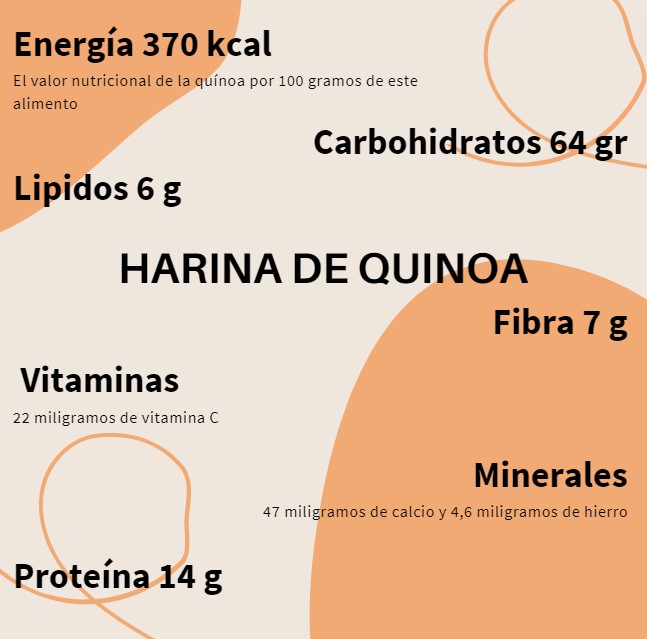 Energía 370 kcal
El valor nutricional de la quínoa por 100 gramos de este
alimento
Carbohidratos 64 gr
Lipidos 6 g
HARINA DE QUINOA
Fibra 7 g
Vitaminas
22 miligramos de vitamina C
Minerales
47 miligramos de calcio y 4,6 miligramos de hierro
Proteína 14 g